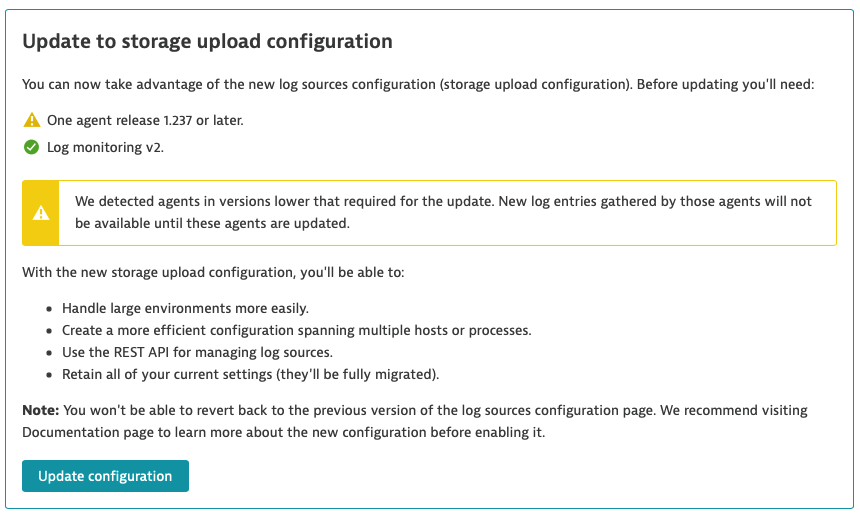 Update to storage upload configuration
You can now take advantage of the new log sources configuration (storage upload configuration). Before updating you'll need:
One agent release 1.237 or later.
Log monitoring v2.
We detected agents in versions lower that required for the update. New log entries gathered by those agents will not
be available until these agents are updated.
With the new storage upload configuration, you'll be able to:
• Handle large environments more easily.
• Create a more efficient configuration spanning multiple hosts or processes.
• Use the REST API for managing log sources.
• Retain all of your current settings (they'll be fully migrated).
Note: You won't be able to revert back to the previous version of the log sources configuration page. We recommend visiting
Documentation page to learn more about the new configuration before enabling it.
Update configuration